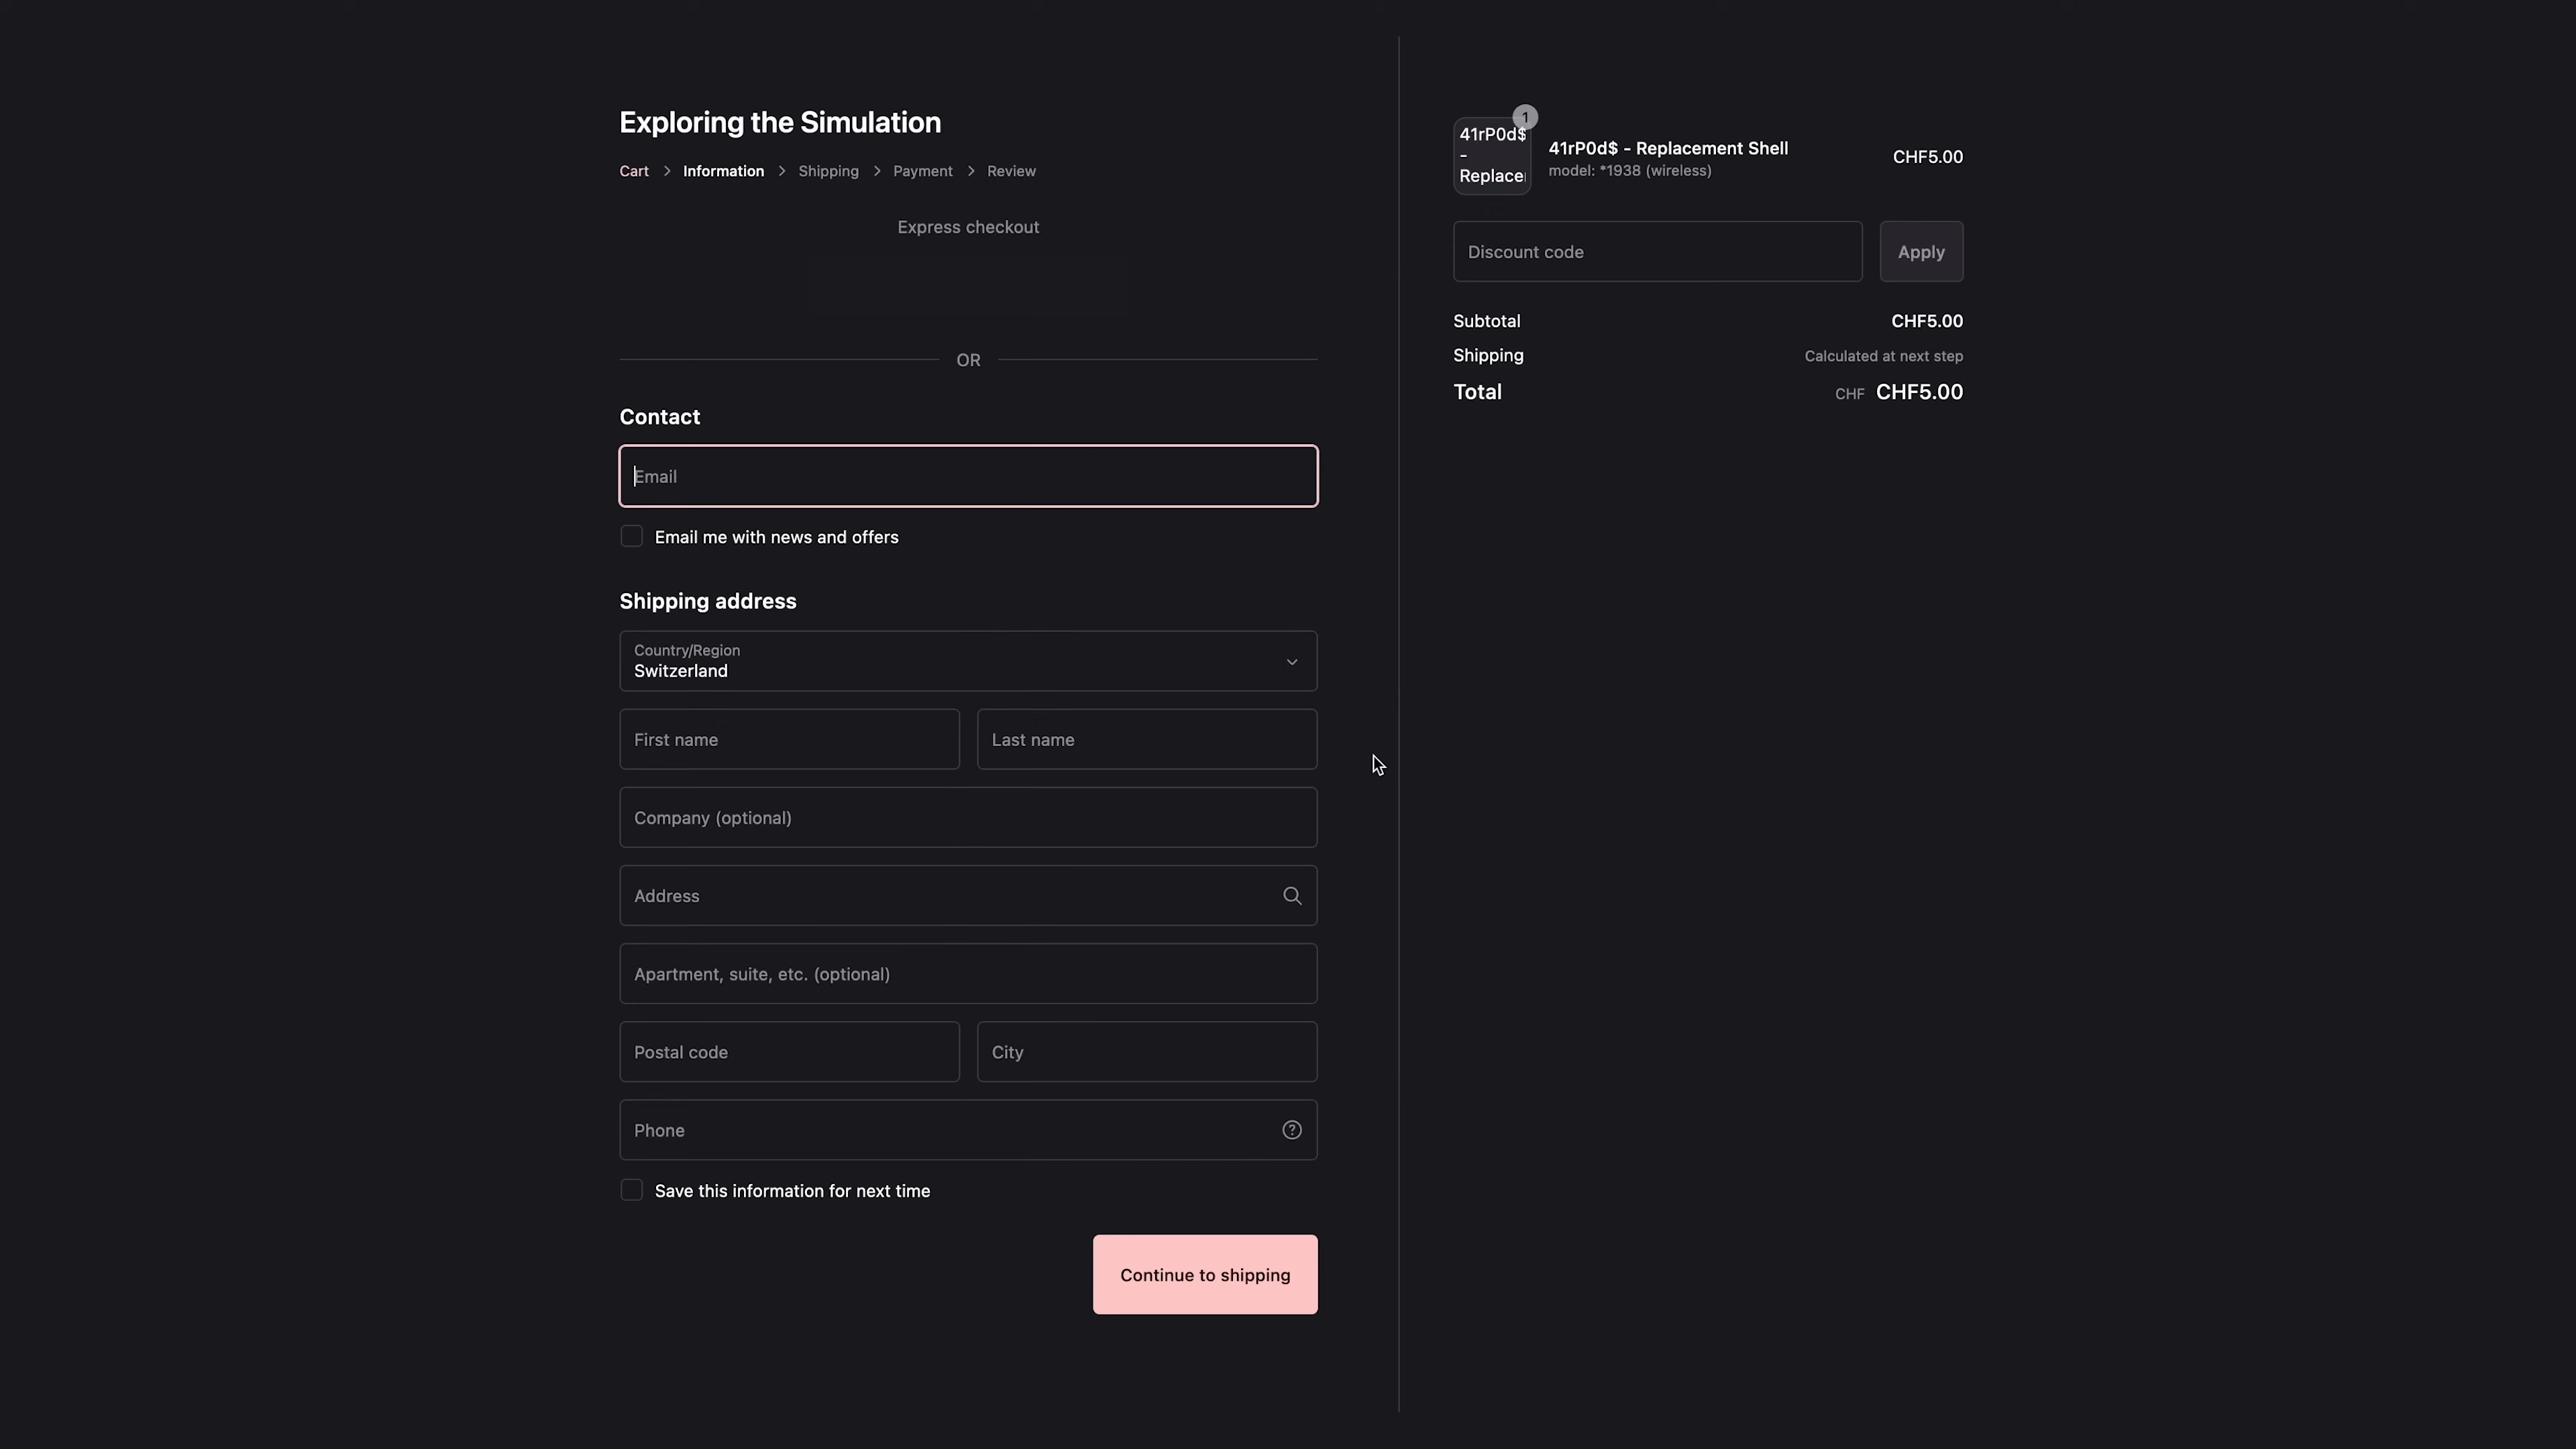 Exploring the Simulation
Cart > Information > Shipping > Payment > Review
Express checkout
OR
Contact
Email
Email me with news and offers
Shipping address
Country/Region
Switzerland
First name
Last name
Company (optional)
Address
Apartment, suite, etc. (optional)
Postal code
City
Phone
Save this information for next time
Continue to shipping
1
41rP0d$
-
Replace
41rP0d$ - Replacement Shell
model: *1938 (wireless)
CHF5.00
Discount code
Apply
Subtotal
CHF5.00
Shipping
Calculated at next step
Total
CHF CHF5.00